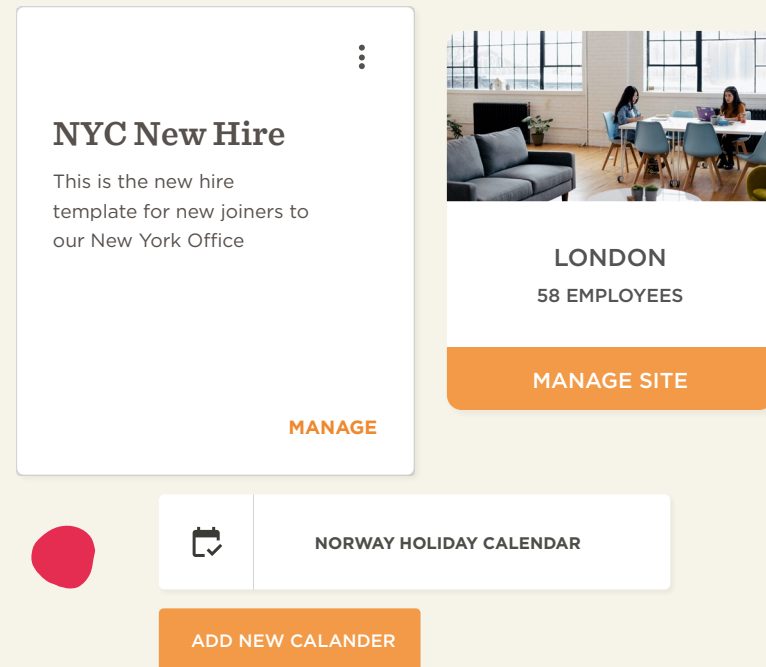 NYC New Hire
This is the new hire
template for new joiners to
our New York Office
MANAGE
LONDON
58 EMPLOYEES
MANAGE SITE
NORWAY HOLIDAY CALENDAR
ADD NEW CALANDER